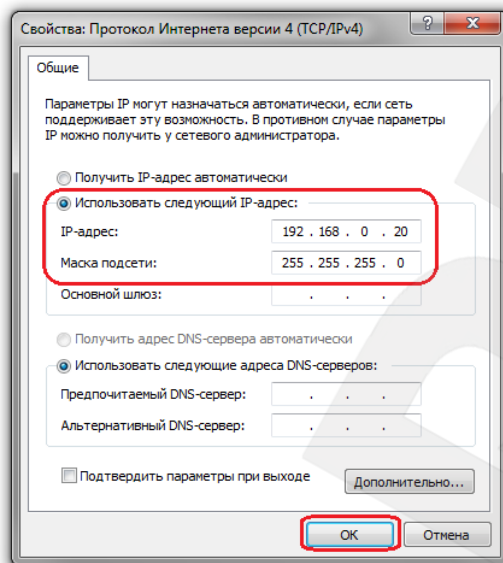 Свойства: Протокол Интернета версии 4 (TCP/IPv4)
Общие
Параметры IP могут назначаться автоматически, если сеть
поддерживает эту возможность. В противном случае параметры
IP можно получить у сетевого администратора.
Получить IP-адрес автоматически
Использовать следующий IP-адрес:
IP-адрес: 192 . 168 . 0 . 20
Маска подсети: 255 . 255 . 255 . 0
Основной шлюз: . . .
Получить адрес DNS-сервера автоматически
Использовать следующие адреса DNS-серверов:
Предпочитаемый DNS-сервер: . . .
Альтернативный DNS-сервер: . . .
Подтвердить параметры при выходе
Дополнительно...
ОК
Отмена